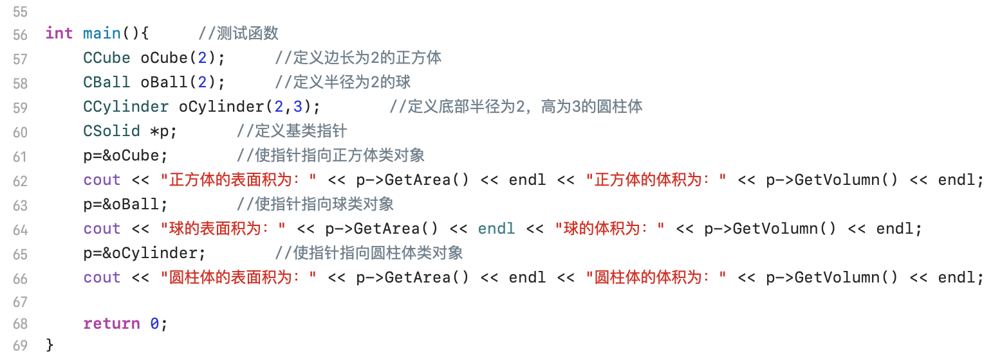 55
56 int main(){     //测试函数
57     CCube oCube(2);     //定义边长为2的正方体
58     CBall oBall(2);     //定义半径为2的球
59     CCylinder oCylinder(2,3);       //定义底部半径为2，高为3的圆柱体
60     CSolid *p;      //定义基类指针
61     p=&oCube;       //使指针指向正方体类对象
62     cout << "正方体的表面积为：" << p->GetArea() << endl << "正方体的体积为：" << p->GetVolumn() << endl;
63     p=&oBall;       //使指针指向球类对象
64     cout << "球的表面积为：" << p->GetArea() << endl << "球的体积为：" << p->GetVolumn() << endl;
65     p=&oCylinder;       //使指针指向圆柱体类对象
66     cout << "圆柱体的表面积为：" << p->GetArea() << endl << "圆柱体的体积为：" << p->GetVolumn() << endl;
67
68     return 0;
69 }